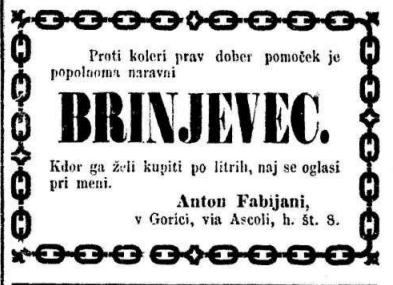 Proti koleri prav dober pomoček je
popolnoma naravni
BRINJEVEC.
Kdor ga želi kupiti po litrih, naj se oglasi
pri meni.
Anton Fabijani,
v Gorici, via Ascoli, h. št. 8.